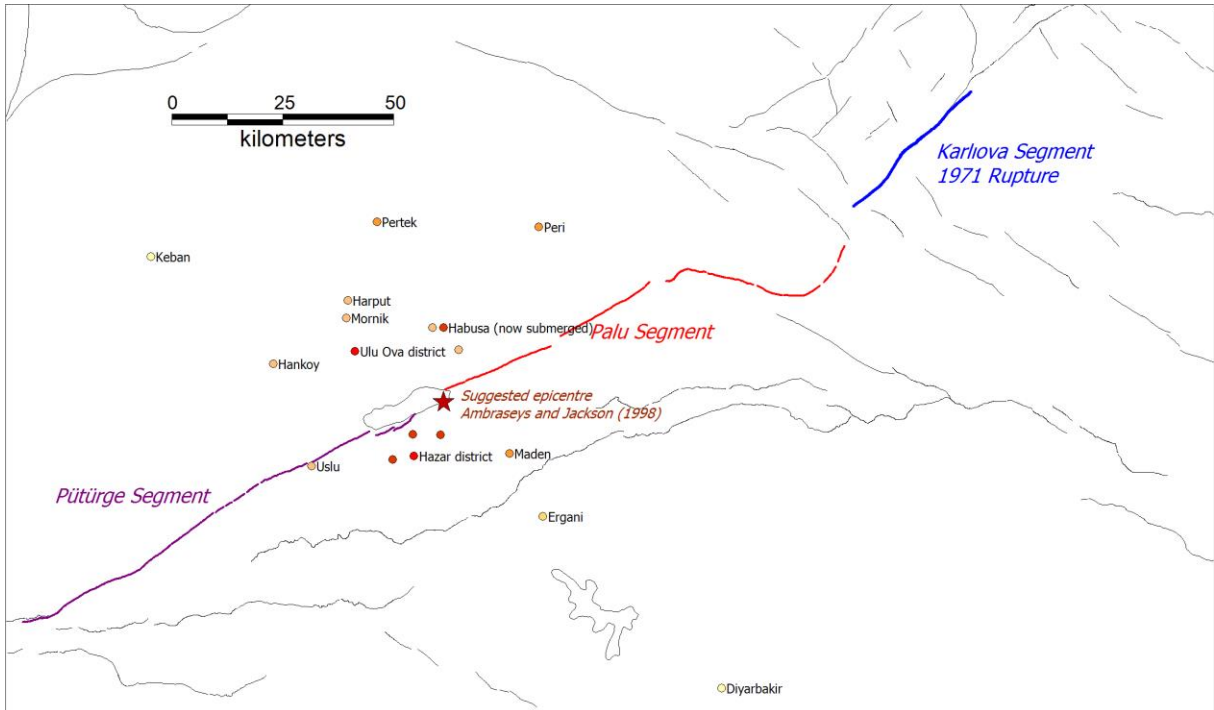 0 25 50
kilometers
Karlıova Segment
1971 Rupture
Pertek
Peri
Keban
Harput
Mornik
Habusa (now submerged)
Palu Segment
Ulu Ova district
Hankoy
Suggested epicentre
Ambraseys and Jackson (1998)
Hazar district
Maden
Uslu
Pütürge Segment
Ergani
Diyarbakir